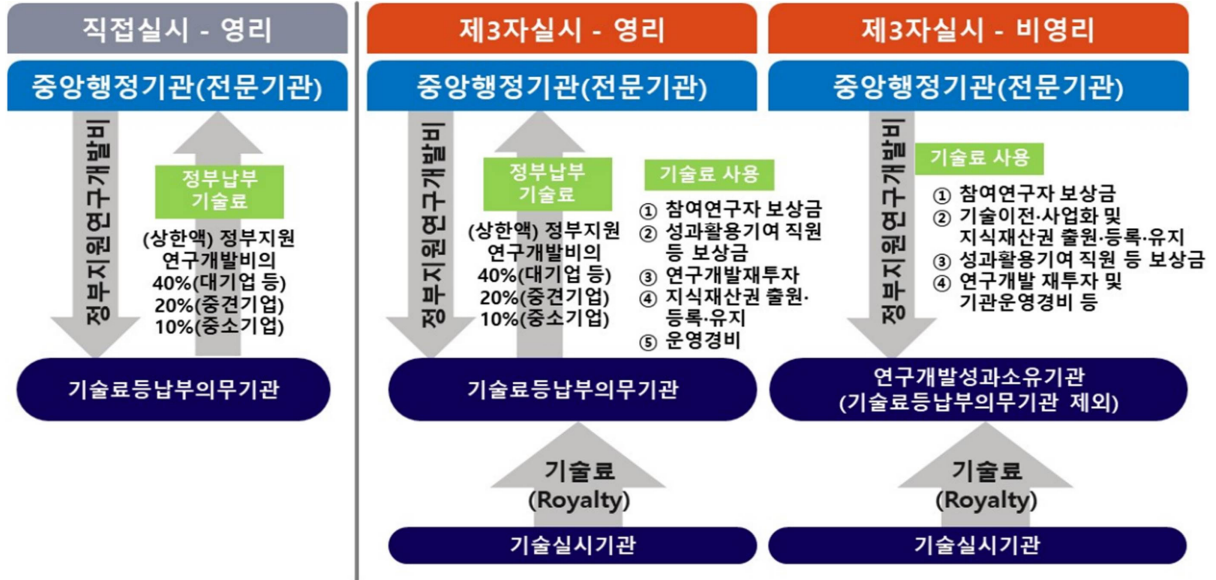 직접실시 - 영리
중앙행정기관(전문기관)
정부지원연구개발비
정부납부
기술료
(상한액) 정부지원
연구개발비의
40%(대기업 등)
20%(중견기업)
10%(중소기업)
기술료등납부의무기관
제3자실시 - 영리
중앙행정기관(전문기관)
정부지원연구개발비
정부납부
기술료
(상한액) 정부지원
연구개발비의
40%(대기업 등)
20%(중견기업)
10%(중소기업)
기술료 사용
① 참여연구자 보상금
② 성과활용기여 직원
등 보상금
③ 연구개발재투자
④ 지식재산권 출원·
등록·유지
⑤ 운영경비
기술료등납부의무기관
기술료
(Royalty)
기술실시기관
제3자실시 - 비영리
중앙행정기관(전문기관)
정부지원연구개발비
기술료 사용
① 참여연구자 보상금
② 기술이전·사업화 및
지식재산권 출원·등록·유지
③ 성과활용기여 직원 등 보상금
④ 연구개발 재투자 및
기관운영경비 등
연구개발성과소유기관
(기술료등납부의무기관 제외)
기술료
(Royalty)
기술실시기관